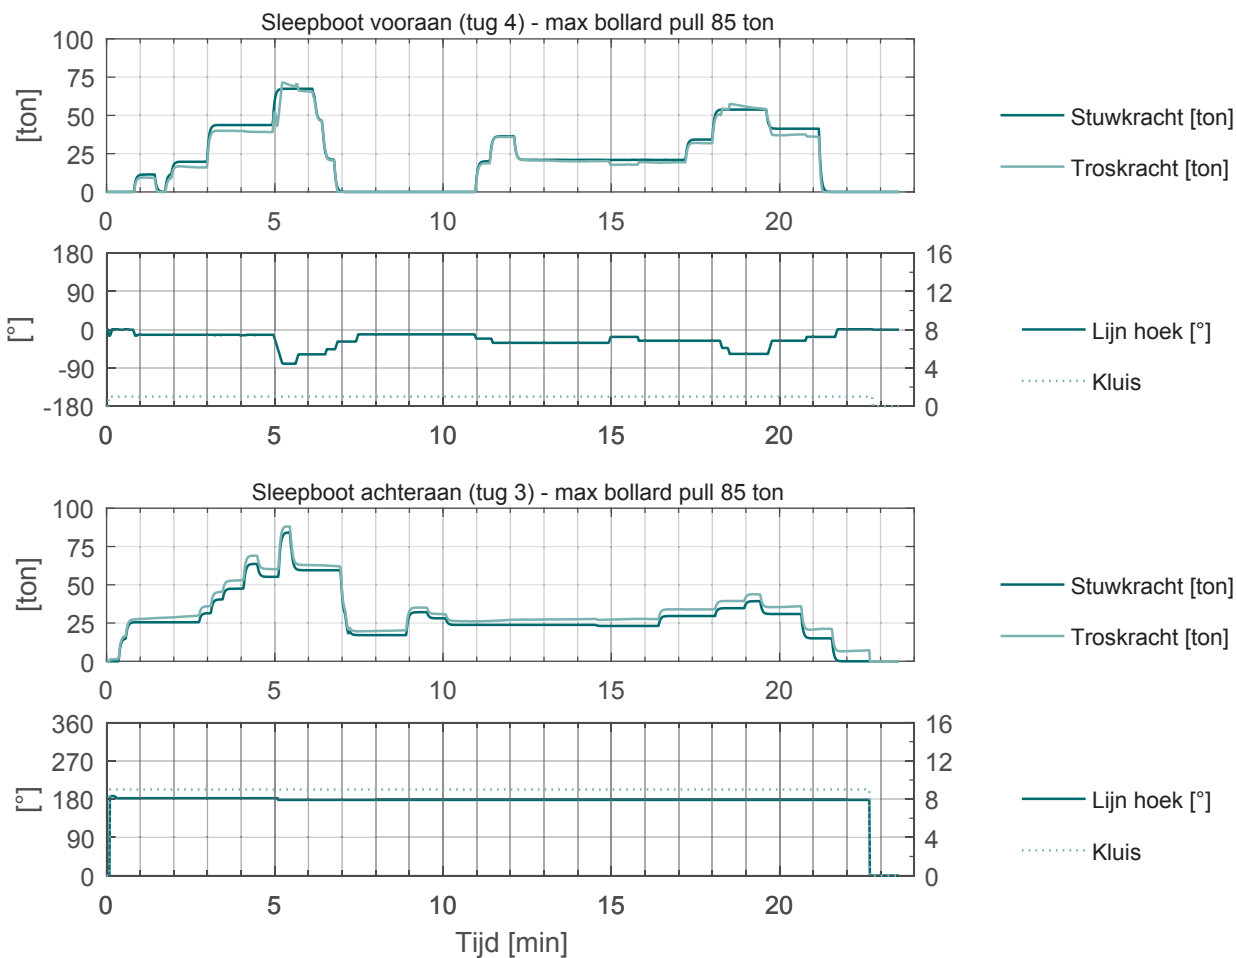 Sleepboot vooraan (tug 4) - max bollard pull 85 ton
100
75
50
25
0
[ton]
0 5 10 15 20
Stuwkracht [ton]
Troskracht [ton]
180
90
0
-90
-180
[°]
16
12
8
4
0
0 5 10 15 20
Lijn hoek [°]
Kluis
Sleepboot achteraan (tug 3) - max bollard pull 85 ton
100
75
50
25
0
[ton]
0 5 10 15 20
Stuwkracht [ton]
Troskracht [ton]
360
270
180
90
0
[°]
16
12
8
4
0
0 5 10 15 20
Lijn hoek [°]
Kluis
Tijd [min]